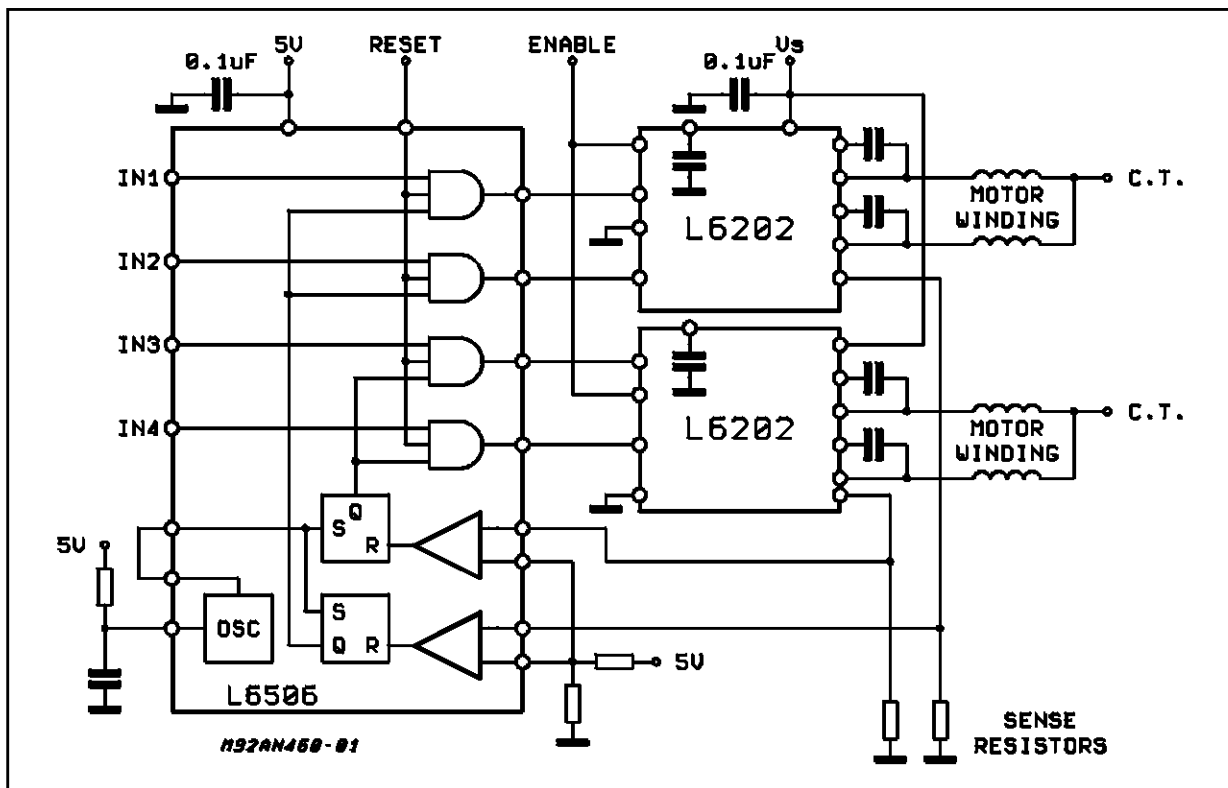 5V
RESET
ENABLE
Vs
0.1uF
0.1uF
IN1
C.T.
MOTOR
WINDING
L6202
IN2
IN3
L6202
C.T.
IN4
MOTOR
WINDING
Q
S
R
5V
S
OSC
Q
R
5V
L6506
SENSE
RESISTORS
M92AN460-01